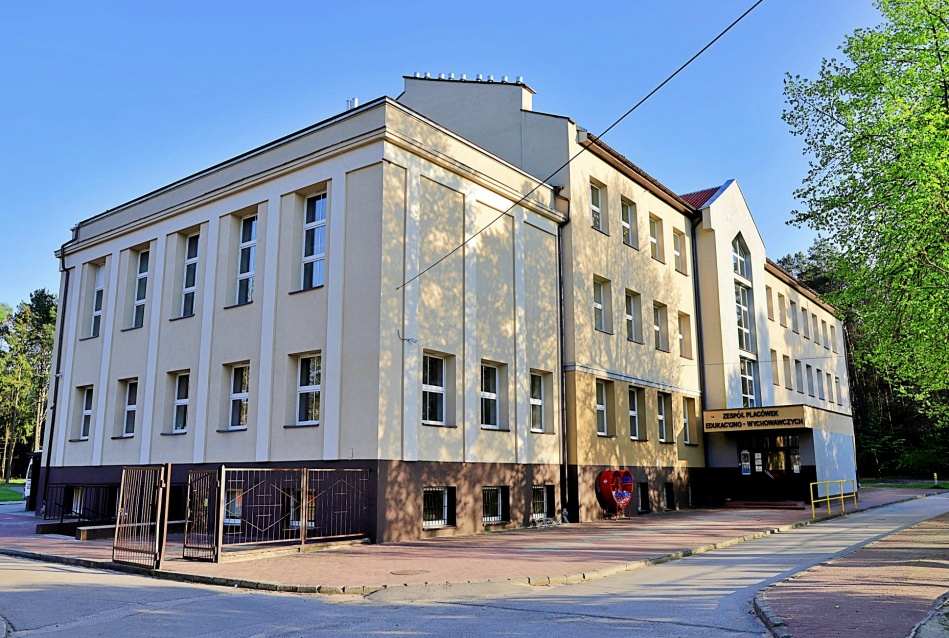 ZESPÓŁ PLACÓWEK
EDUKACYJNO - WYCHOWAWCZYCH